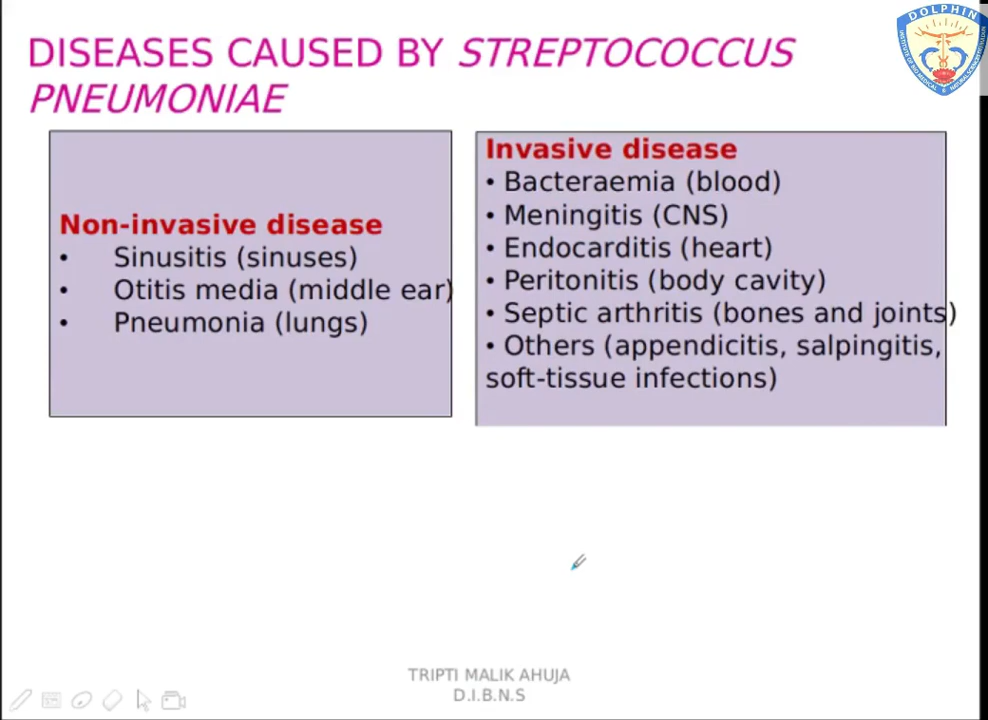 DISEASES CAUSED BY STREPTOCOCCUS
PNEUMONIAE
DOLPHIN
Non-invasive disease
• Sinusitis (sinuses)
• Otitis media (middle ear)
• Pneumonia (lungs)
Invasive disease
• Bacteraemia (blood)
• Meningitis (CNS)
• Endocarditis (heart)
• Peritonitis (body cavity)
• Septic arthritis (bones and joints)
• Others (appendicitis, salpingitis,
soft-tissue infections)
TRIPTI MALIK AHUJA
D.I.B.N.S